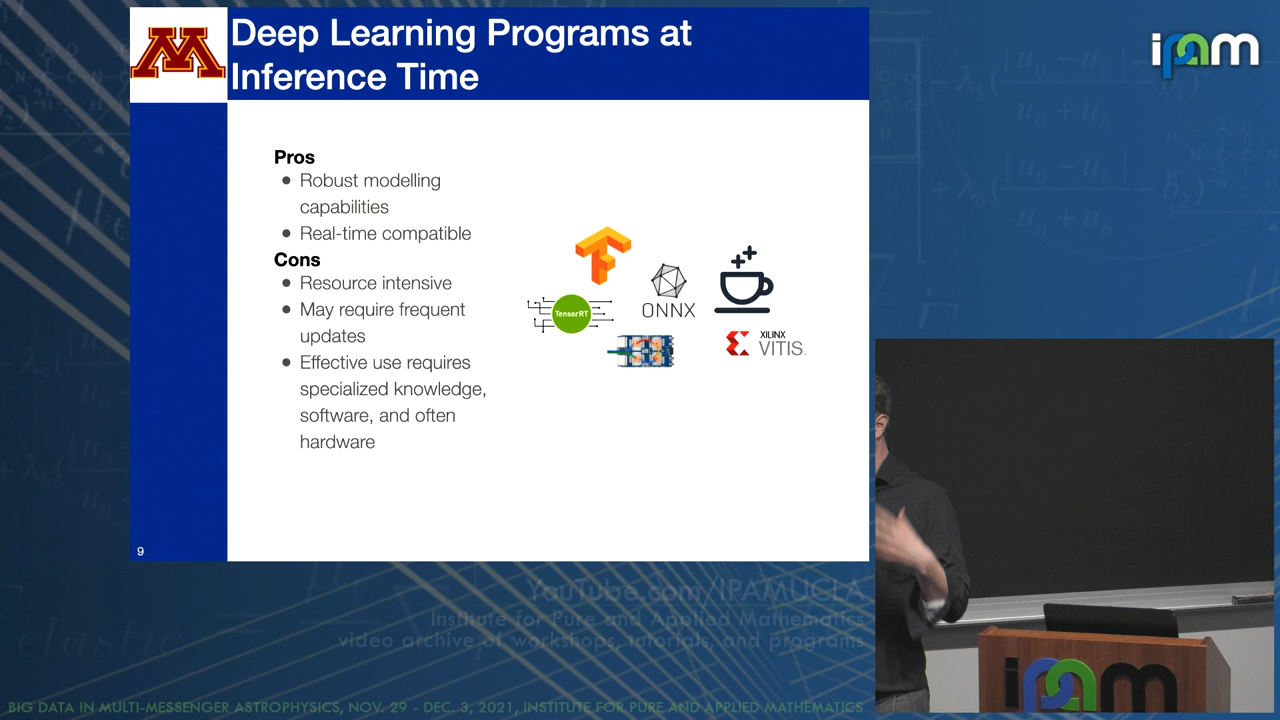 Deep Learning Programs at
Inference Time
ipam
Pros
Robust modelling
capabilities
Real-time compatible
Cons
Resource intensive
May require frequent
updates
Effective use requires
specialized knowledge,
software, and often
hardware
TensorRT
ONNX
XILINX
VITIS
9
YouTube.com/IPAMUCLA
Institute for Pure and Applied Mathematics
video archive of workshops, tutorials, and programs
ipam
BIG DATA IN MULTI-MESSENGER ASTROPHYSICS, NOV. 29 - DEC. 3, 2021, INSTITUTE FOR PURE AND APPLIED MATHEMATICS